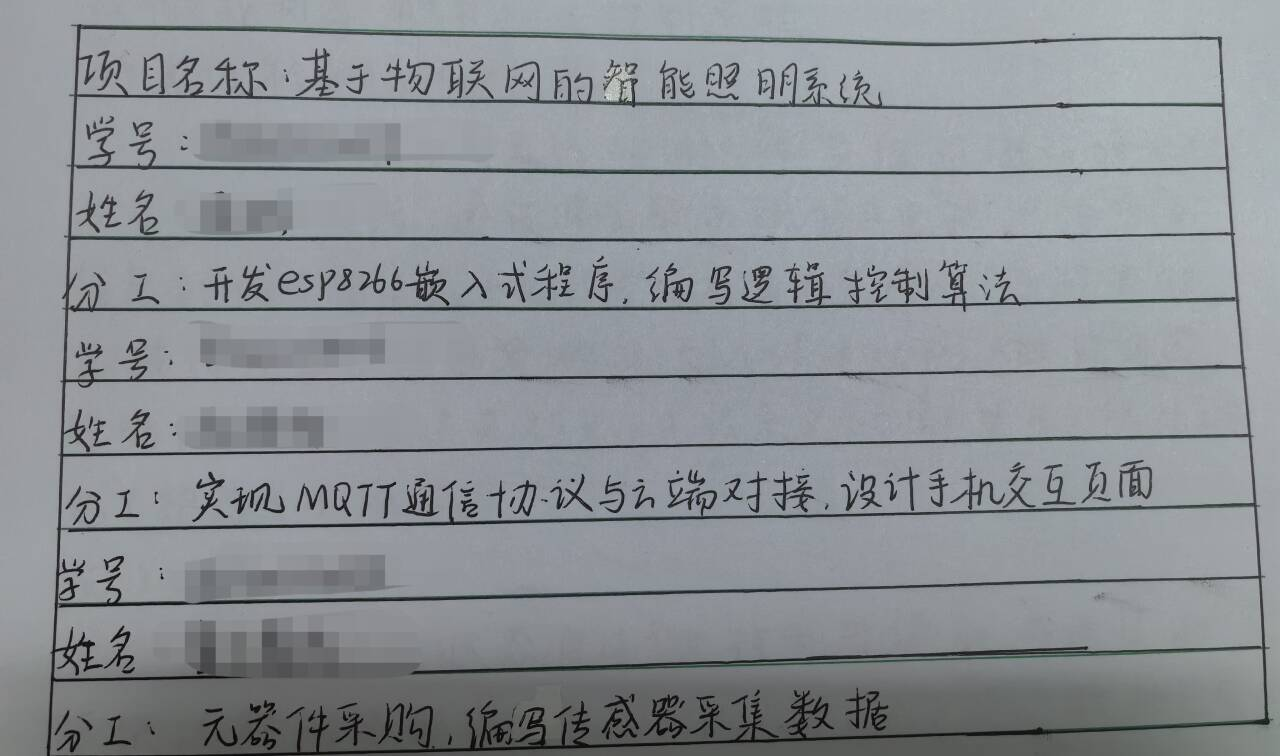 项目名称:基于物联网的智能照明系统
学号:
姓名
分工:开发esp8266嵌入式程序,编写逻辑控制算法
学号:
姓名:
分工:实现MQTT通信协议与云端对接,设计手机交互页面
学号:
姓名
分工:元器件采购,编写传感器采集数据